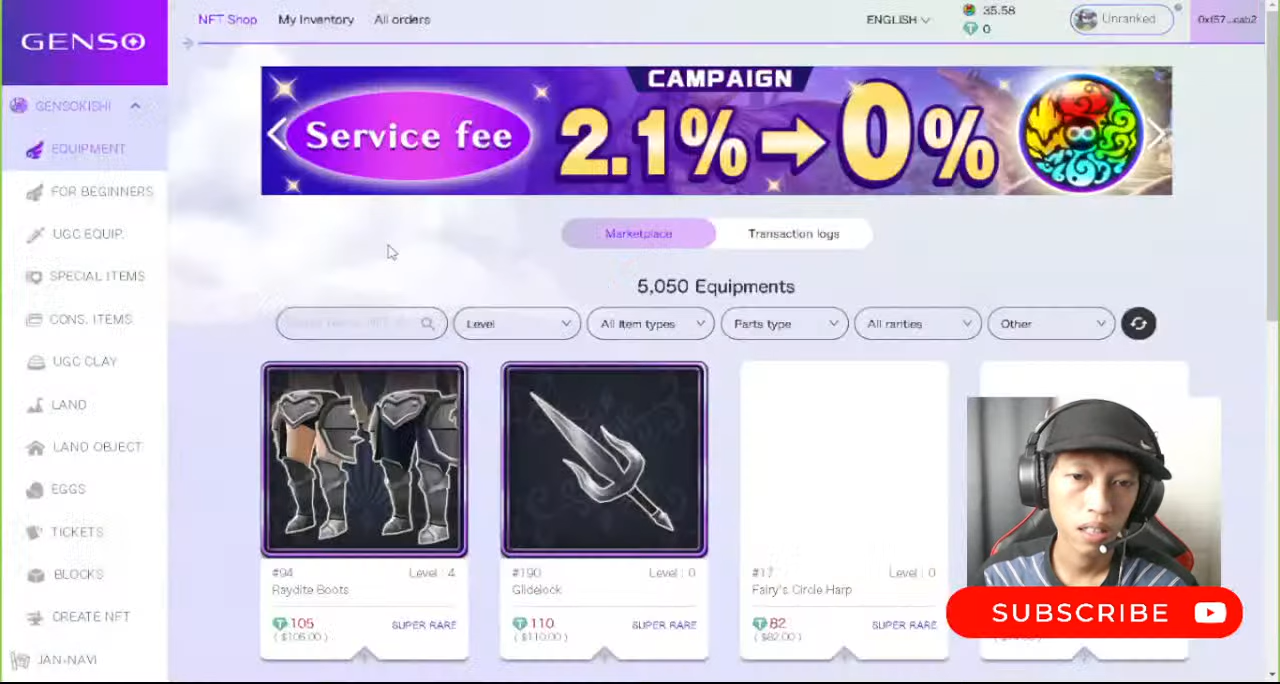 GENSO
NFT Shop
My Inventory
All orders
ENGLISH
35.58
0
Unranked
0xf57...cab2
GENSOKISHI
EQUIPMENT
FOR BEGINNERS
UGC EQUIP.
SPECIAL ITEMS
CONS. ITEMS
UGC CLAY
LAND
LAND OBJECT
EGGS
TICKETS
BLOCKS
CREATE NFT
JAN-NAVI
CAMPAIGN
Service fee
2.1% → 0%
Marketplace
Transaction logs
5,050 Equipments
Level
All Item types
Parts type
All rarities
Other
#94
Level : 4
Raydite Boots
105
($105.00)
SUPER RARE
#190
Level : 0
Glidelock
110
($110.00)
SUPER RARE
Level : 0
Fairy's Circle Harp
82
($82.00)
SUPER RARE
SUBSCRIBE